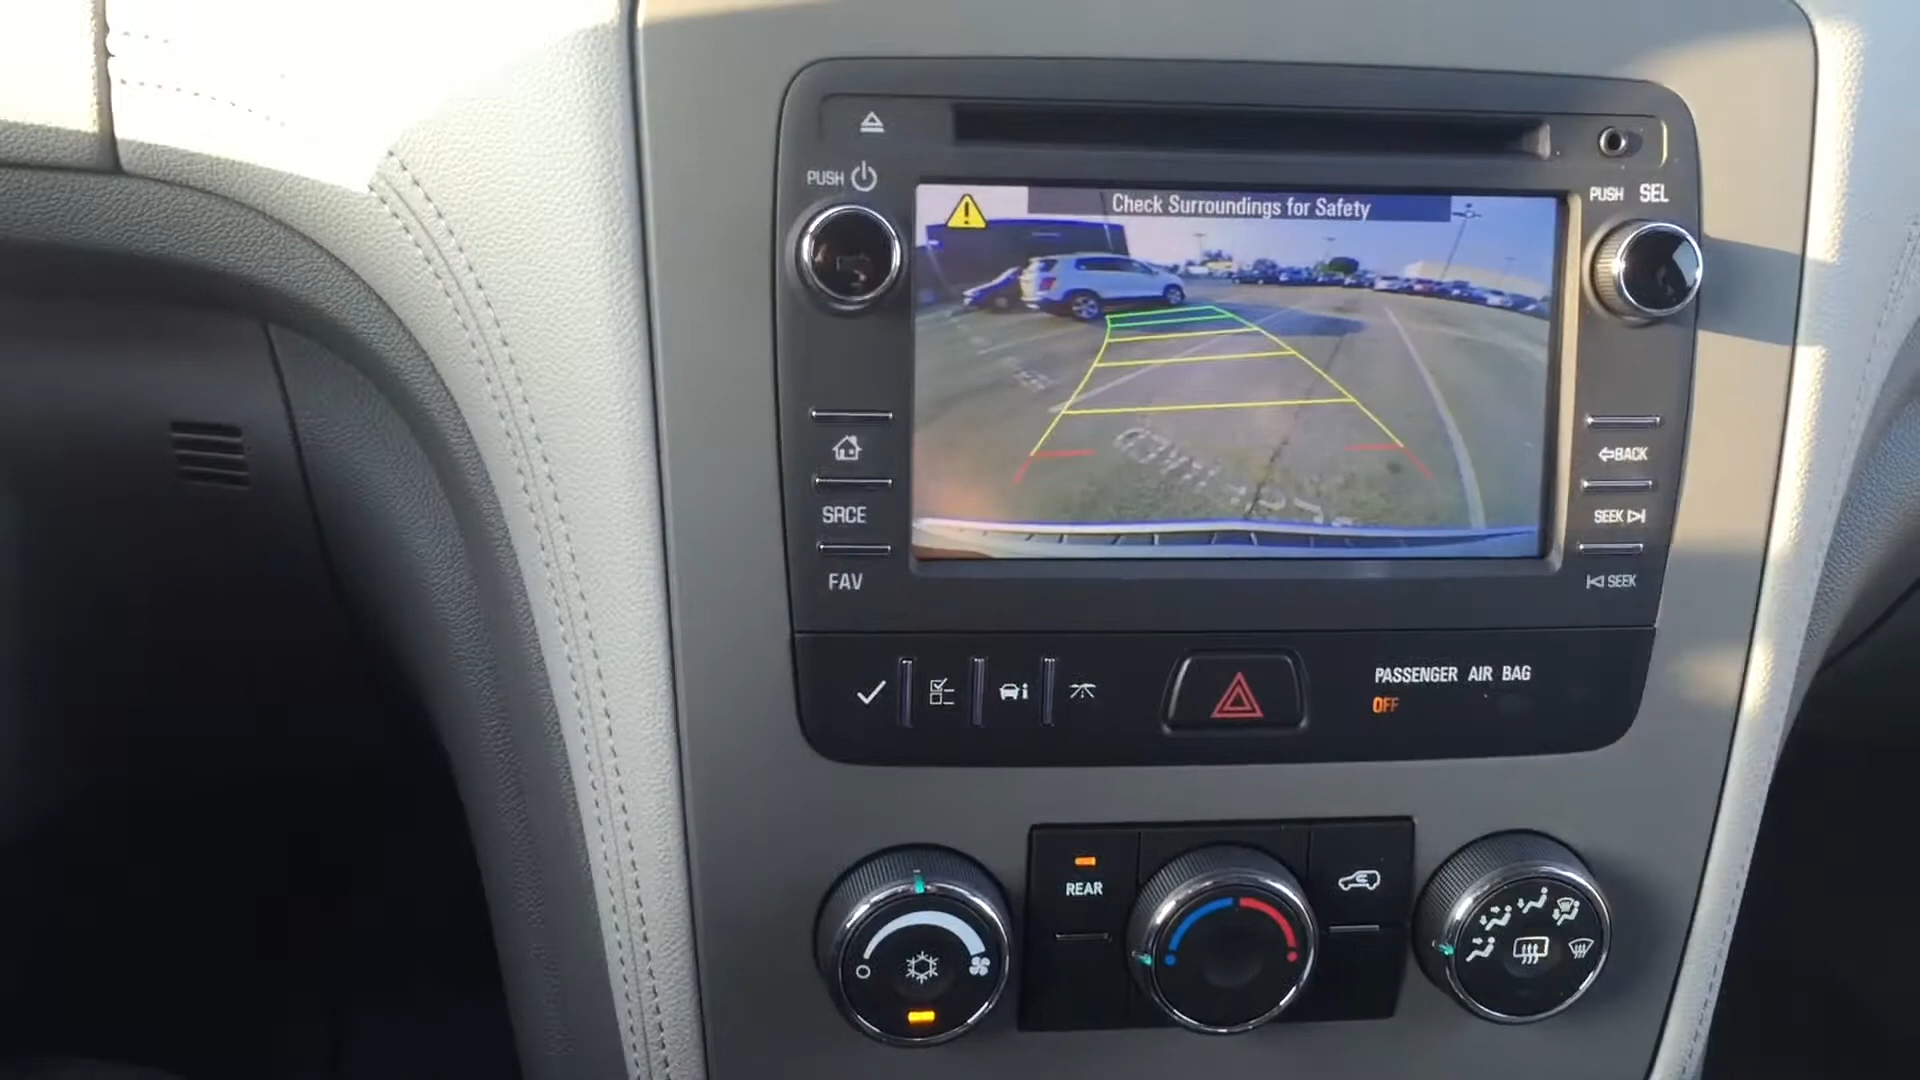 PUSH
Check Surroundings for Safety
PUSH SEL
BACK
SRCE
SEEK
FAV
SEEK
PASSENGER AIR BAG
OFF
REAR